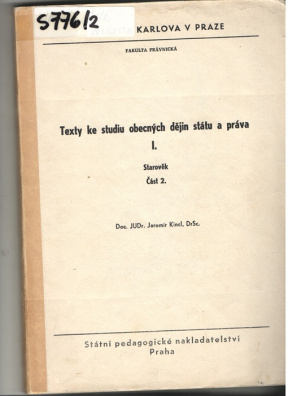 S776/2
KARLOVA V PRAZE
FAKULTA PRÁVNICKÁ
Texty ke studiu obecných dějin státu a práva
I.
Starověk
Část 2.
Doc. JUDr. Jaromír Kincl, DrSc.
Státní pedagogické nakladatelství
Praha